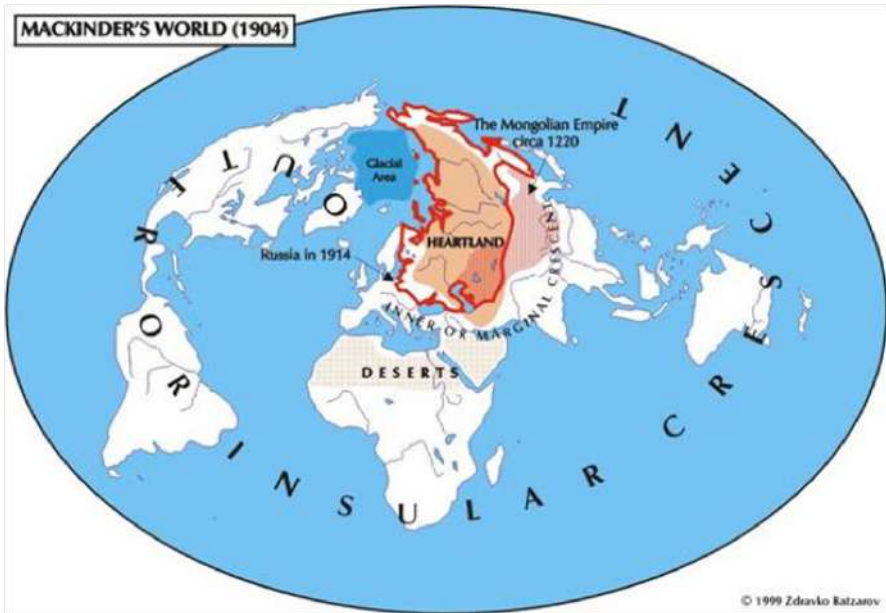 MACKINDER'S WORLD (1904)
The Mongolian Empire
circa 1220
Glacial
Area
HEARTLAND
Russia in 1914
INNER OR MARGINAL CRESCENT
DESERTS
OUTER OR INSULAR CRESCENT
© 1999 Zdravko Batzarov